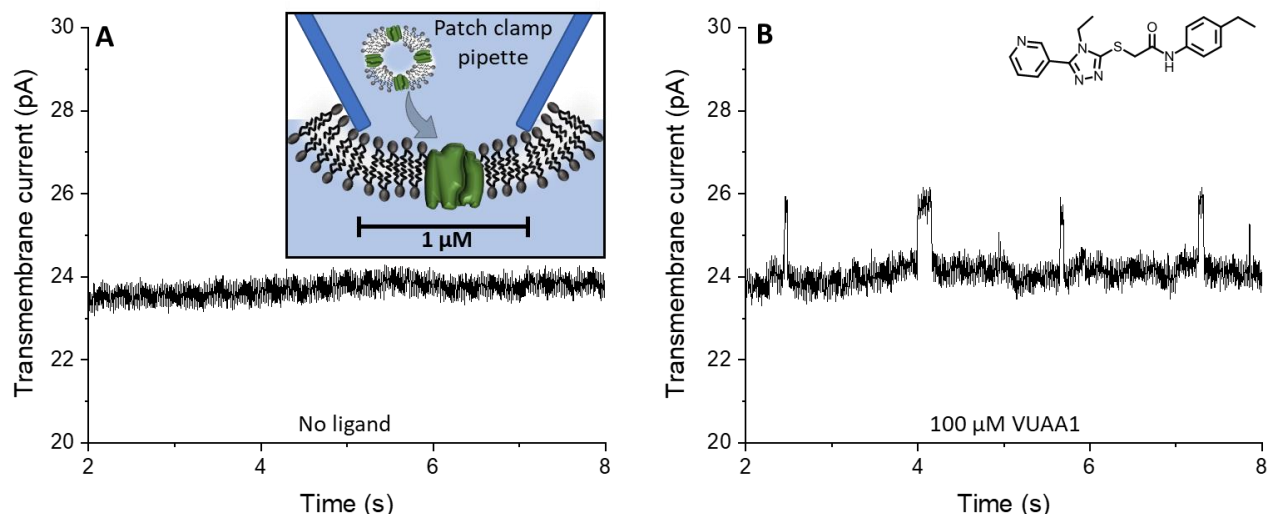 A
Transmembrane current (pA)
30
28
26
24
22
20
Patch clamp
pipette
1 µM
No ligand
2
4
6
8
Time (s)
B
Transmembrane current (pA)
30
28
26
24
22
20
N
N
N
N
S
O
N
H
100 µM VUAA1
2
4
6
8
Time (s)